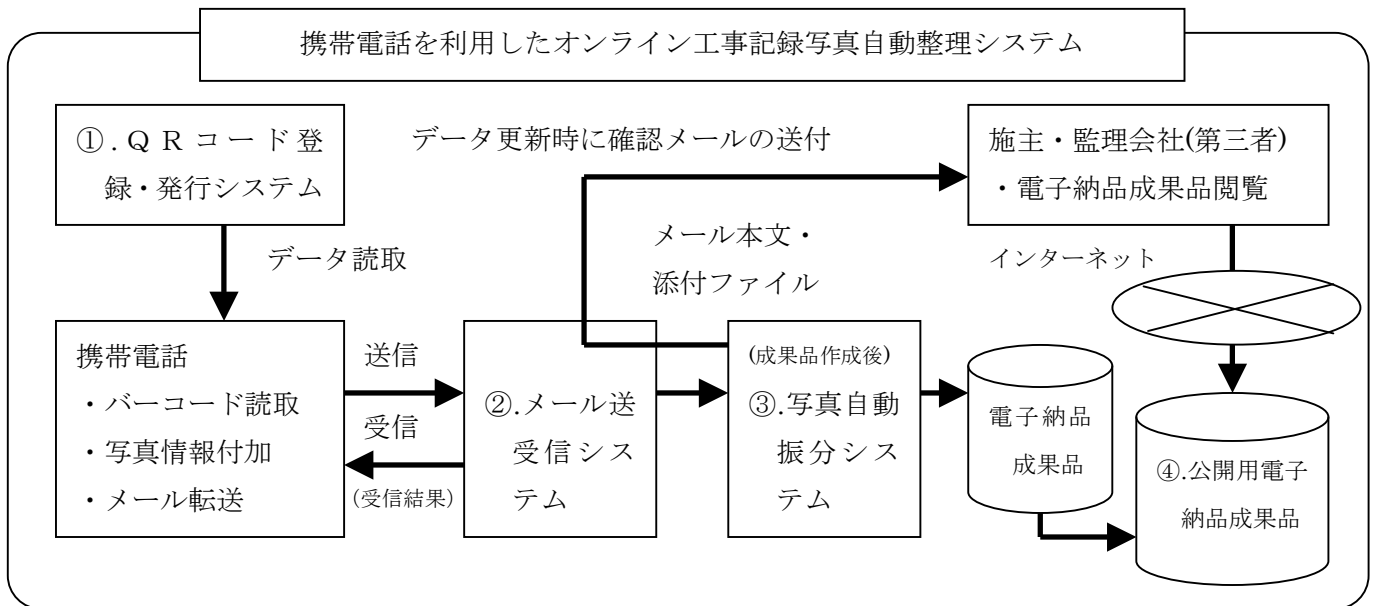 携帯電話を利用したオンライン工事記録写真自動整理システム
①.QRコード登
録・発行システム
データ更新時に確認メールの送付
施主・監理会社(第三者)
・電子納品成果品閲覧
データ読取
メール本文・
添付ファイル
インターネット
携帯電話
・バーコード読取
・写真情報付加
・メール転送
送信
受信
(受信結果)
②.メール送
受信シス
テム
(成果品作成後)
③.写真自動
振分シス
テム
電子納品
成果品
④.公開用電子
納品成果品